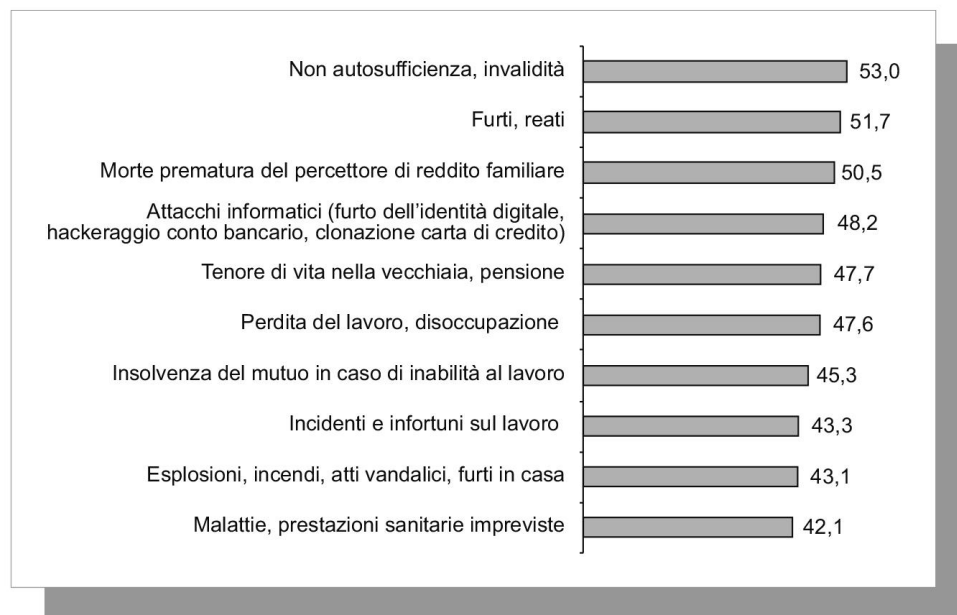 Non autosufficienza, invalidità 53,0
Furti, reati 51,7
Morte prematura del percettore di reddito familiare 50,5
Attacchi informatici (furto dell'identità digitale,
hackeraggio conto bancario, clonazione carta di credito) 48,2
Tenore di vita nella vecchiaia, pensione 47,7
Perdita del lavoro, disoccupazione 47,6
Insolvenza del mutuo in caso di inabilità al lavoro 45,3
Incidenti e infortuni sul lavoro 43,3
Esplosioni, incendi, atti vandalici, furti in casa 43,1
Malattie, prestazioni sanitarie impreviste 42,1